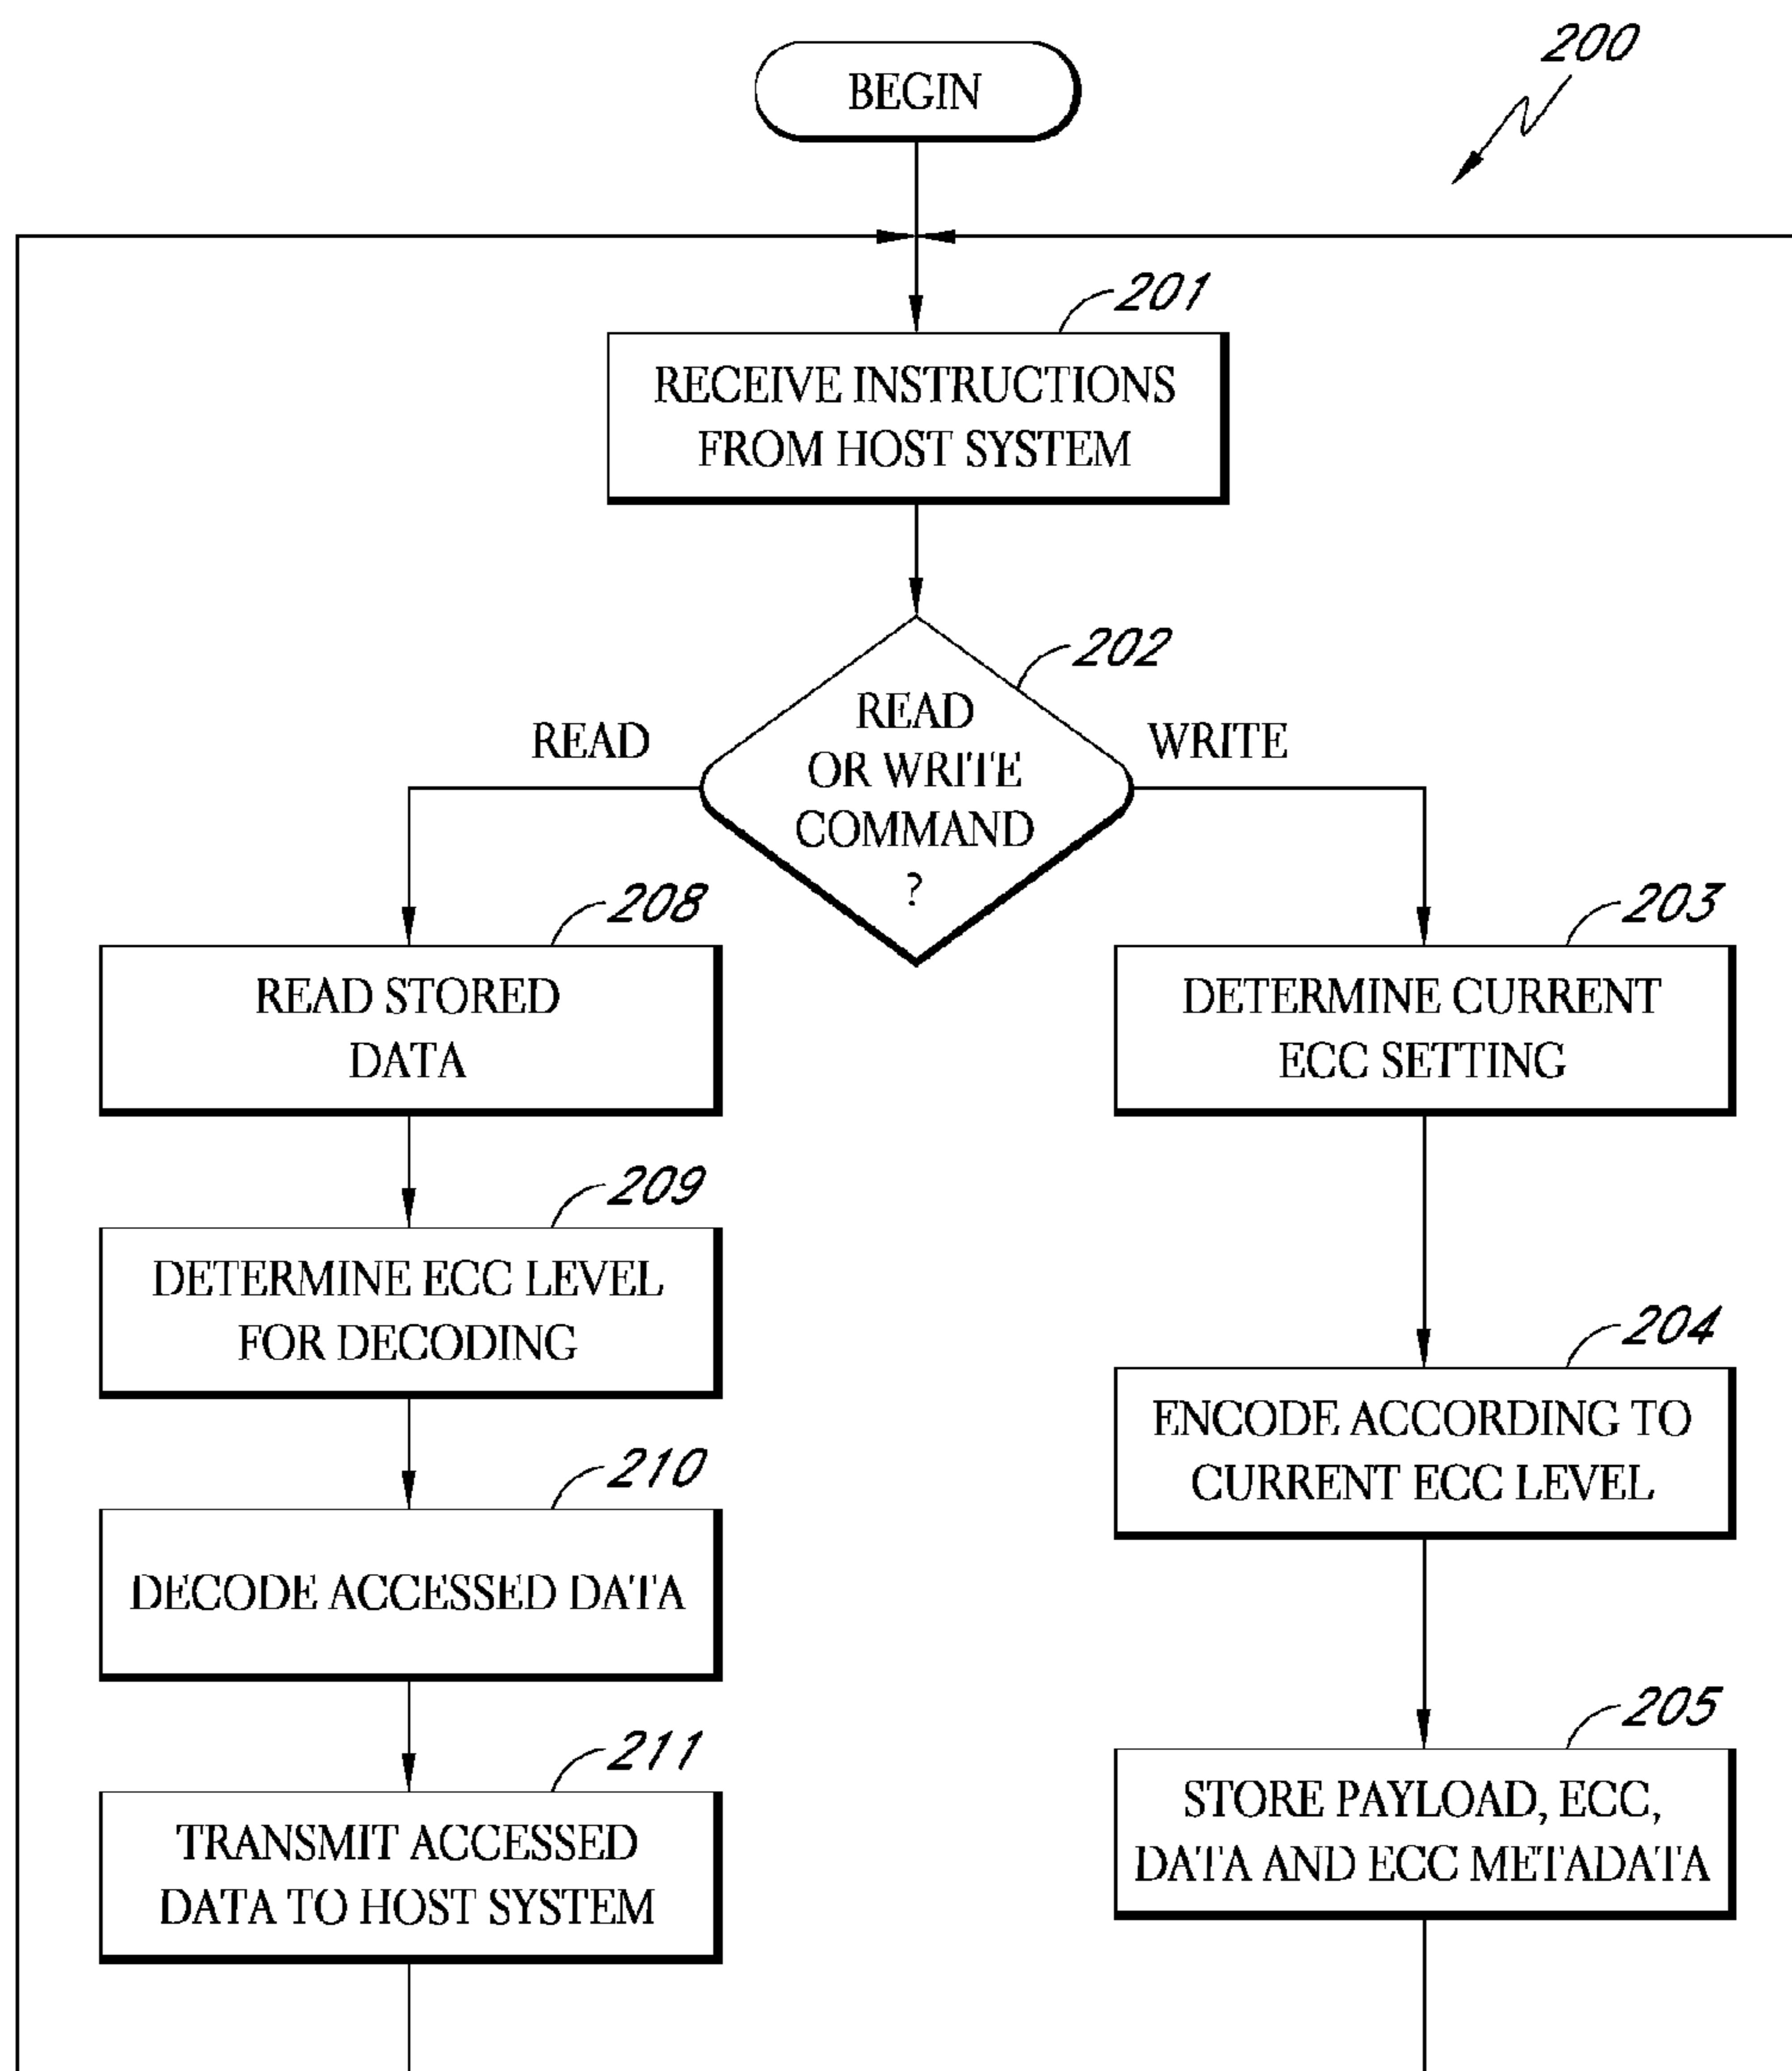 200
BEGIN
201
RECEIVE INSTRUCTIONS
FROM HOST SYSTEM
202
READ
OR WRITE
COMMAND
?
READ
WRITE
208
READ STORED
DATA
209
DETERMINE ECC LEVEL
FOR DECODING
210
DECODE ACCESSED DATA
211
TRANSMIT ACCESSED
DATA TO HOST SYSTEM
203
DETERMINE CURRENT
ECC SETTING
204
ENCODE ACCORDING TO
CURRENT ECC LEVEL
205
STORE PAYLOAD, ECC,
DATA AND ECC METADATA